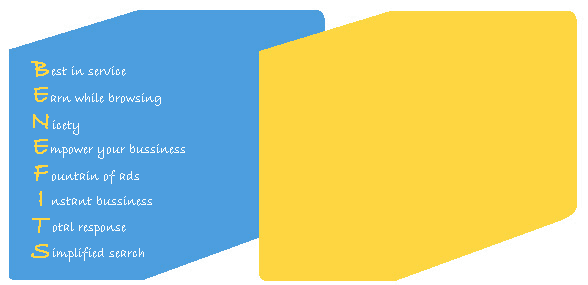 Best in service
Earn while browsing
Nicety
Empower your bussiness
Fountain of ads
Instant bussiness
Total response
Simplified search